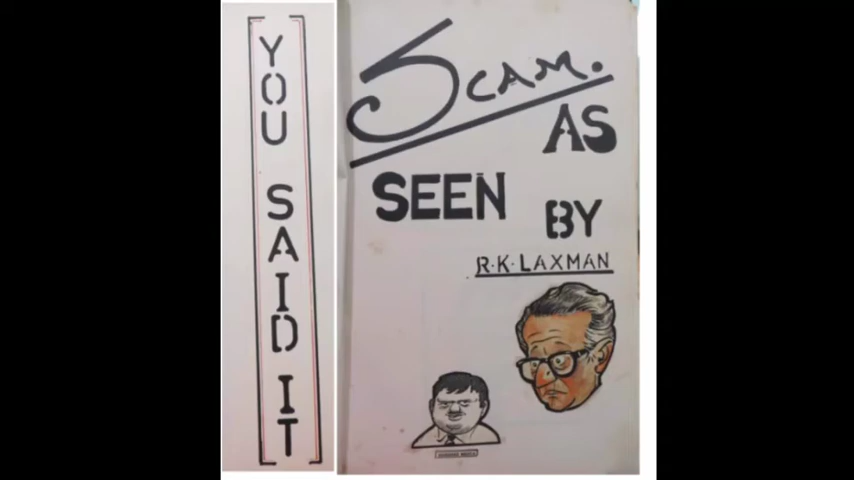 YOU SAID IT
SCAM.
AS
SEEN
BY
R.K.LAXMAN